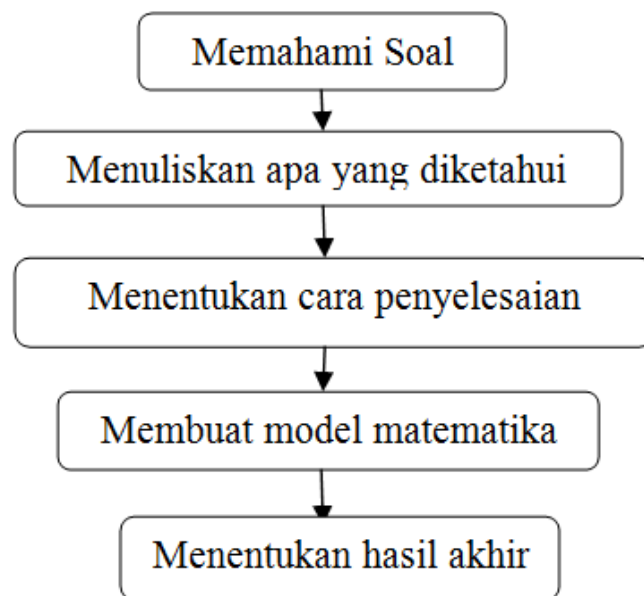 Memahami Soal
Menuliskan apa yang diketahui
Menentukan cara penyelesaian
Membuat model matematika
Menentukan hasil akhir